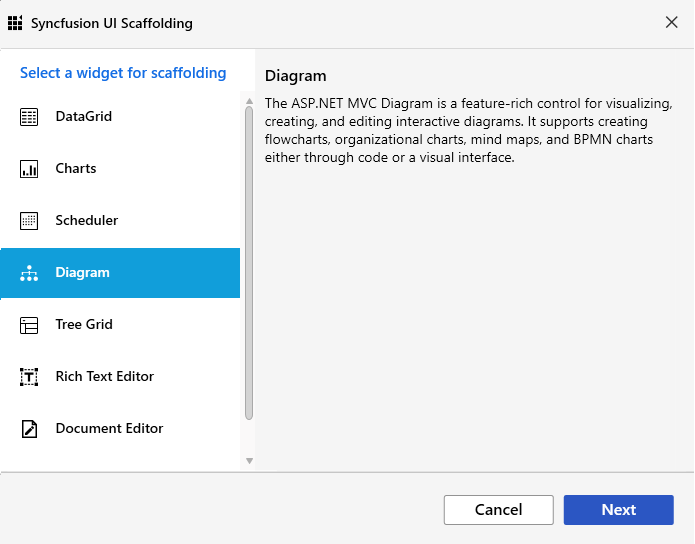 Syncfusion UI Scaffolding
Select a widget for scaffolding
DataGrid
Charts
Scheduler
Diagram
Tree Grid
Rich Text Editor
Document Editor
Diagram
The ASP.NET MVC Diagram is a feature-rich control for visualizing,
creating, and editing interactive diagrams. It supports creating
flowcharts, organizational charts, mind maps, and BPMN charts
either through code or a visual interface.
Cancel
Next